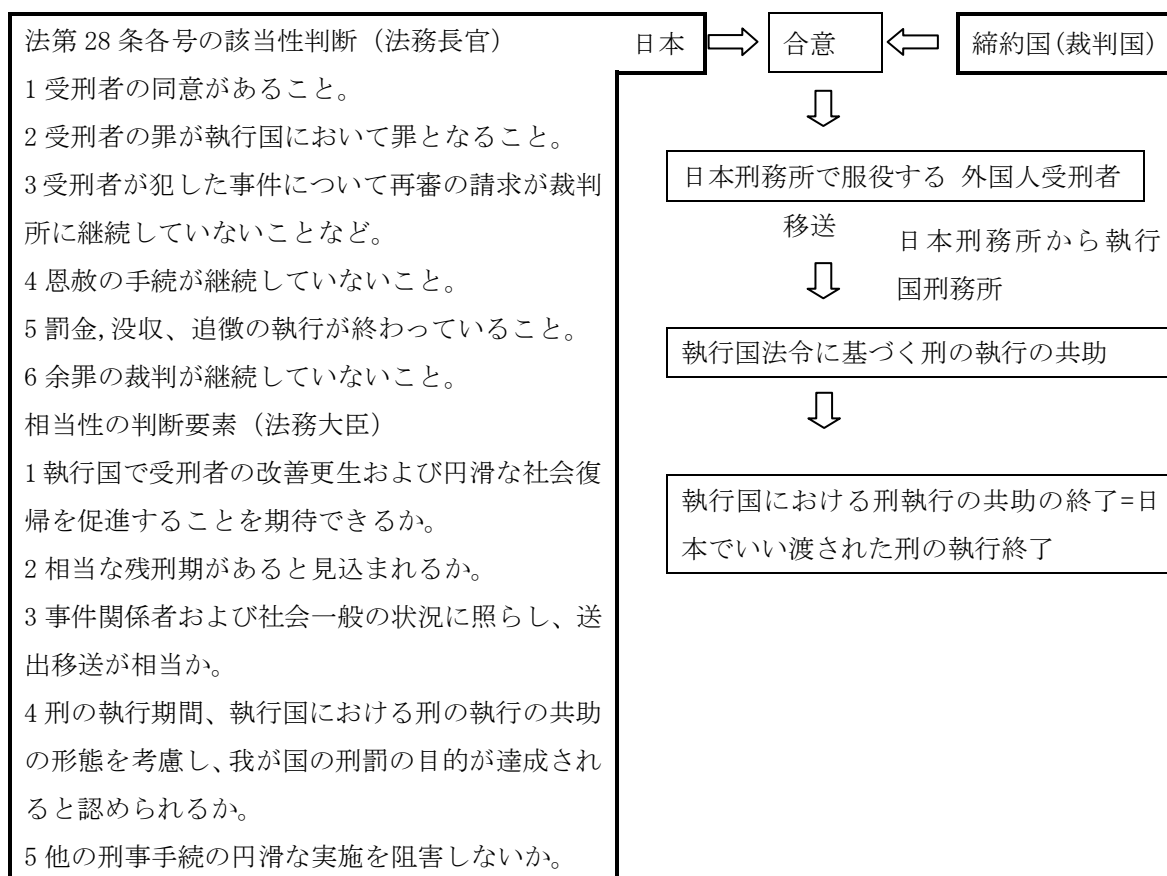 法第28条各号の該当性判断（法務長官）
1受刑者の同意があること。
2受刑者の罪が執行国において罪となること。
3受刑者が犯した事件について再審の請求が裁判
所に継続していないことなど。
4恩赦の手続が継続していないこと。
5罰金,没収、追徴の執行が終わっていること。
6余罪の裁判が継続していないこと。
相当性の判断要素（法務大臣）
1執行国で受刑者の改善更生および円滑な社会復
帰を促進することを期待できるか。
2相当な残刑期があると見込まれるか。
3事件関係者および社会一般の状況に照らし、送
出移送が相当か。
4刑の執行期間、執行国における刑の執行の共助
の形態を考慮し、我が国の刑罰の目的が達成され
ると認められるか。
5他の刑事手続の円滑な実施を阻害しないか。
日本
合意
締約国(裁判国)
日本刑務所で服役する 外国人受刑者
移送
日本刑務所から執行
国刑務所
執行国法令に基づく刑の執行の共助
執行国における刑執行の共助の終了=日
本でいい渡された刑の執行終了